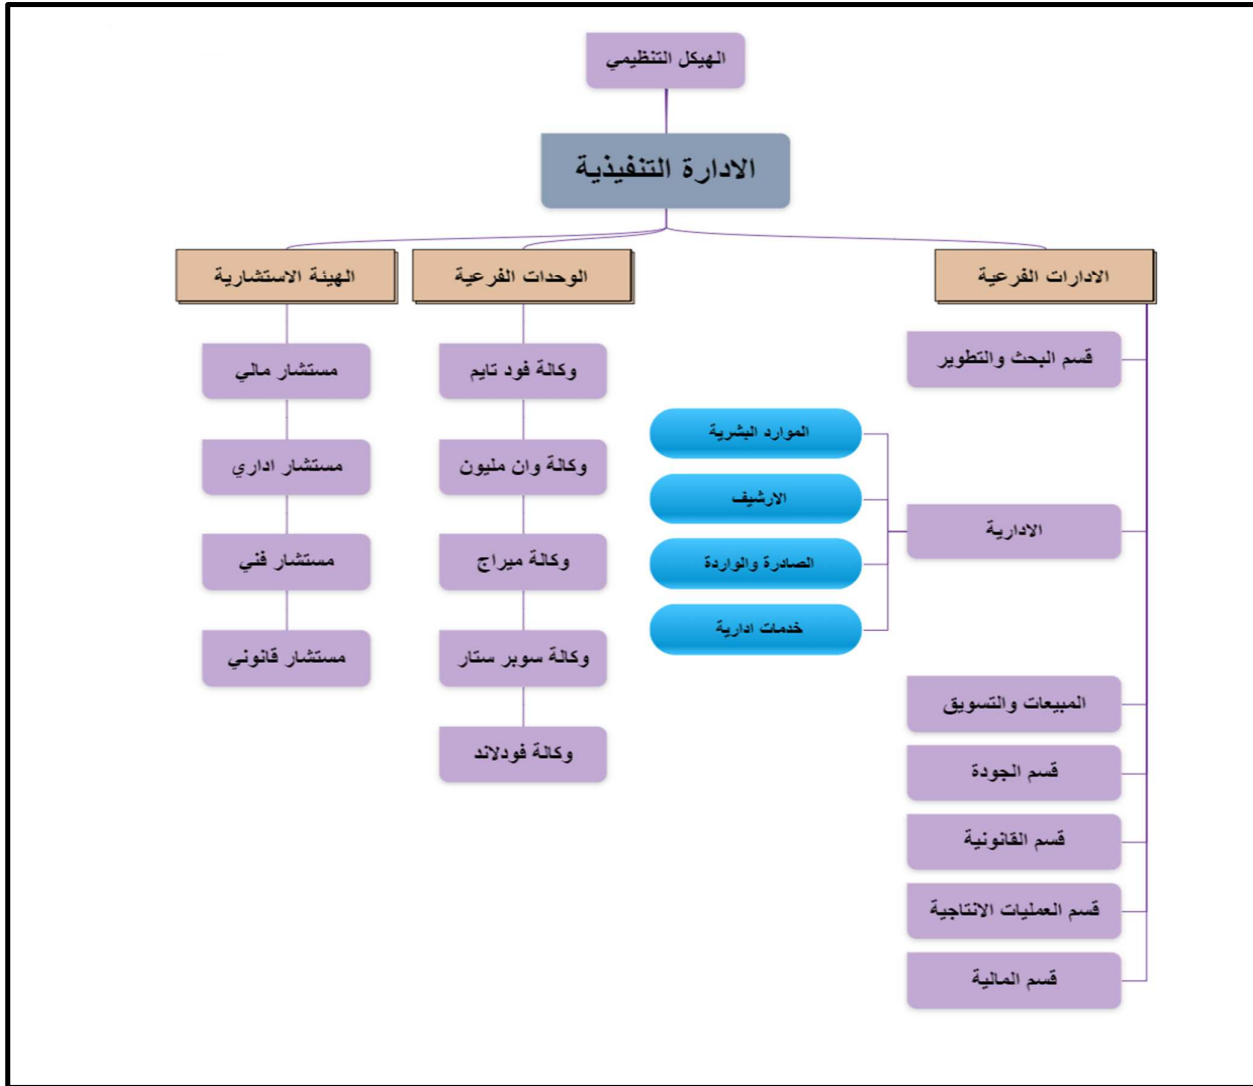 الهيكل التنظيمي
الادارة التنفيذية
الادارات الفرعية
قسم البحث والتطوير
الادارية
الموارد البشرية
الارشيف
الصادرة والواردة
خدمات ادارية
المبيعات والتسويق
قسم الجودة
قسم القانونية
قسم العمليات الانتاجية
قسم المالية
الوحدات الفرعية
وكالة فود تايم
وكالة وان مليون
وكالة ميراج
وكالة سوبر ستار
وكالة فودلاند
الهيئة الاستشارية
مستشار مالي
مستشار اداري
مستشار فني
مستشار قانوني